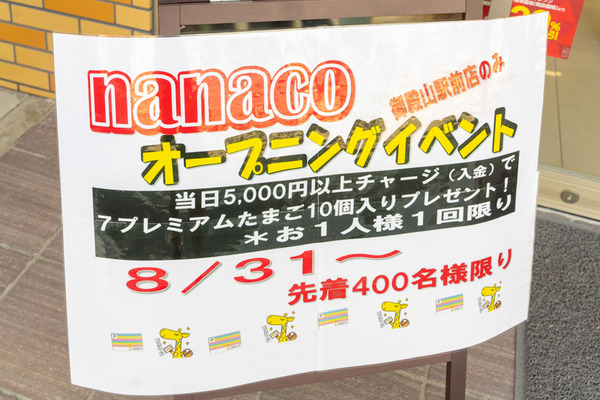 nanaco
御殿山駅前店のみ
オープニングイベント
当日5,000円以上チャージ（入金）で
7プレミアムたまご10個入りプレゼント！
＊お1人様1回限り
8/31～
先着400名様限り